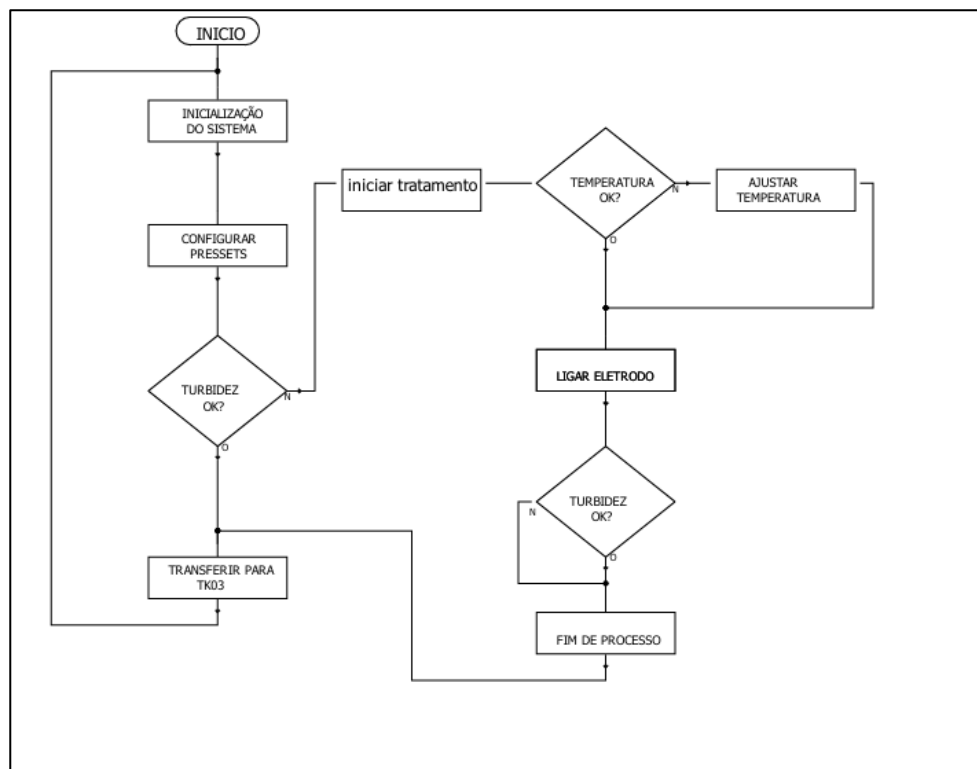 INICIO
INICIALIZAÇÃO
DO SISTEMA
CONFIGURAR
PRESSETS
TURBIDEZ
OK?
N
O
TRANSFERIR PARA
TK03
iniciar tratamento
TEMPERATURA
OK?
N
O
AJUSTAR
TEMPERATURA
LIGAR ELETRODO
TURBIDEZ
OK?
N
O
FIM DE PROCESSO